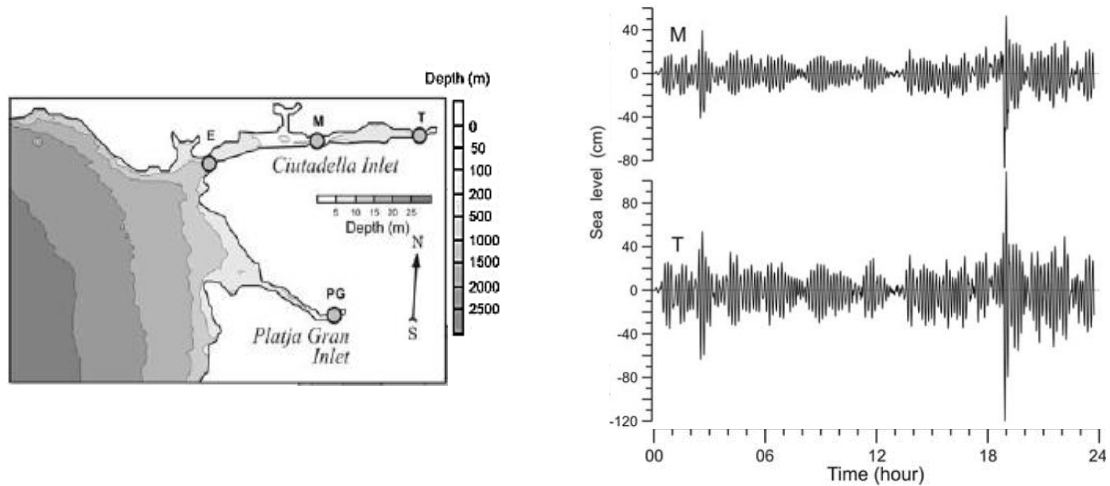 Depth (m)
0
50
100
200
500
1000
1500
2000
2500
E
M
T
Ciutadella Inlet
5 10 15 20 25
Depth (m)
N
S
PG
Platja Gran
Inlet
Sea level (cm)
40
0
-40
-80
M
80
40
0
-40
-80
-120
T
00 06 12 18 24
Time (hour)